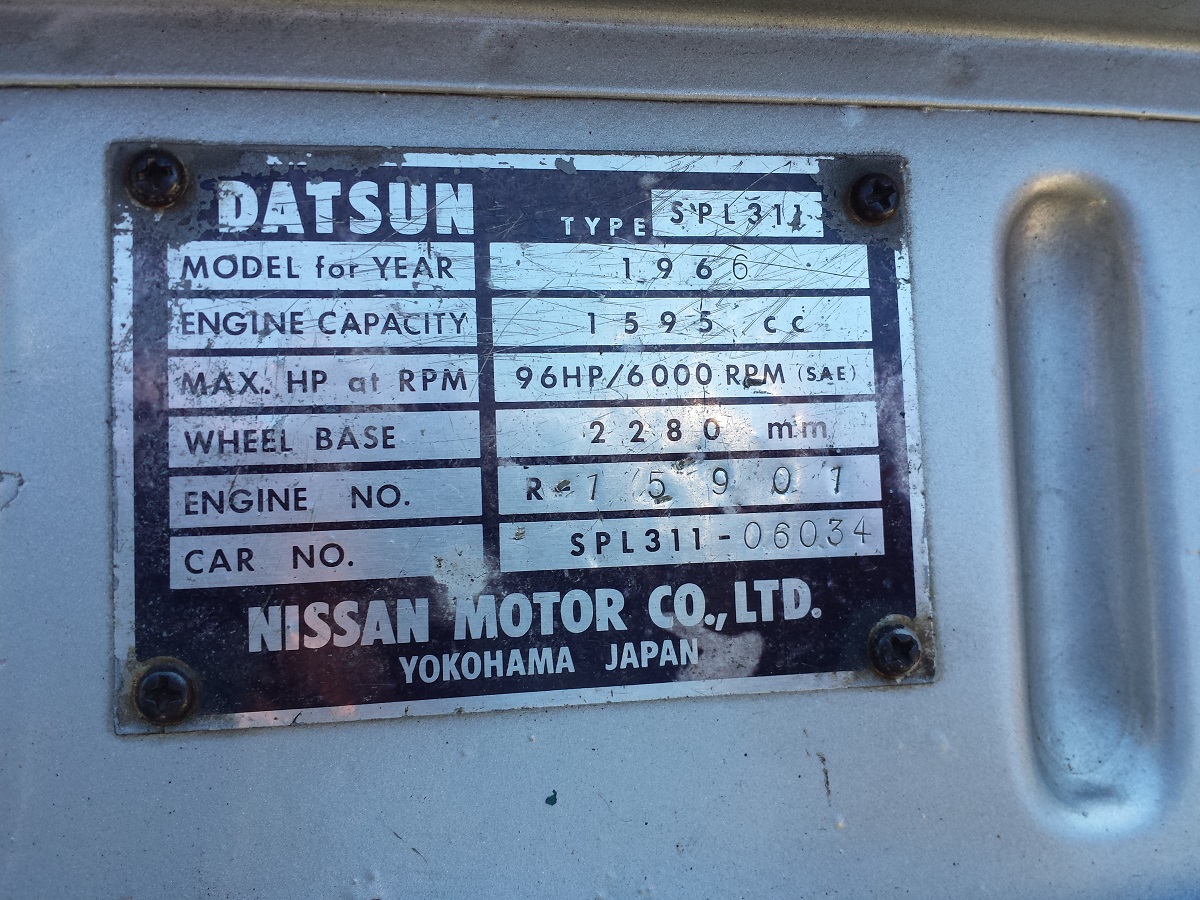 DATSUN TYPE SPL311
MODEL for YEAR 1966
ENGINE CAPACITY 1595 cc
MAX. HP at RPM 96HP/6000 RPM (SAE)
WHEEL BASE 2280 mm
ENGINE NO. R-15901
CAR NO. SPL311-06034
NISSAN MOTOR CO., LTD.
YOKOHAMA JAPAN